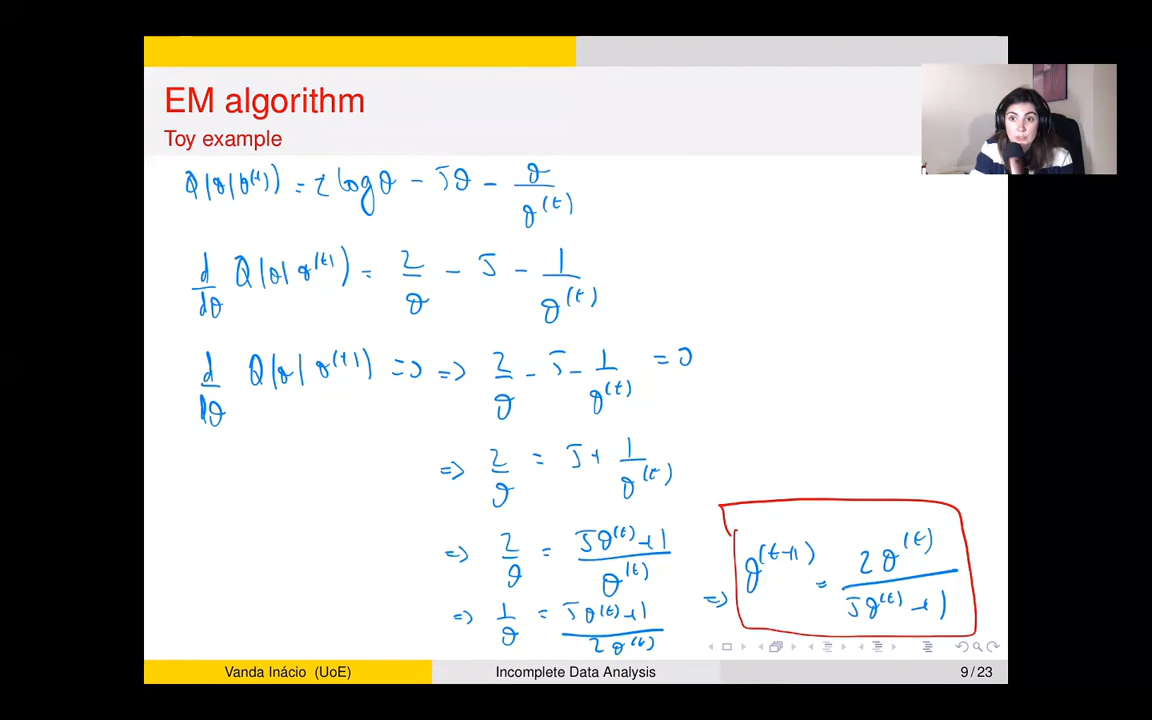 EM algorithm
Toy example
Q(θ|θ^(t)) = 2 log θ − 5θ − θ/θ^(t)
d/dθ Q(θ|θ^(t)) = 2/θ − 5 − 1/θ^(t)
d/dθ Q(θ|θ^(t)) = 0 => 2/θ − 5 − 1/θ^(t) = 0
=> 2/θ = 5 + 1/θ^(t)
=> 2/θ = (5θ^(t) + 1)/θ^(t)
=> 1/θ = (5θ^(t) + 1)/(2θ^(t))
=> θ^(t+1) = 2θ^(t)/(5θ^(t) + 1)
Vanda Inácio (UoE) Incomplete Data Analysis 9 / 23